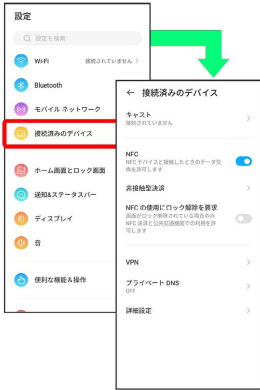 設定
設定を検索
Wi-Fi 接続されていません >
Bluetooth
モバイル ネットワーク
接続済みのデバイス
ホーム画面とロック画面
通知&ステータスバー
ディスプレイ
音
便利な機能&操作
← 接続済みのデバイス
キャスト
接続されていません
NFC
NFC デバイスと接触したときのデータ交
換を許可します
非接触型決済
NFC の使用にロック解除を要求
画面がロック解除されている場合のみ
NFC 決済と公共交通機関での利用を許
可します
VPN
プライベート DNS
OFF
詳細設定